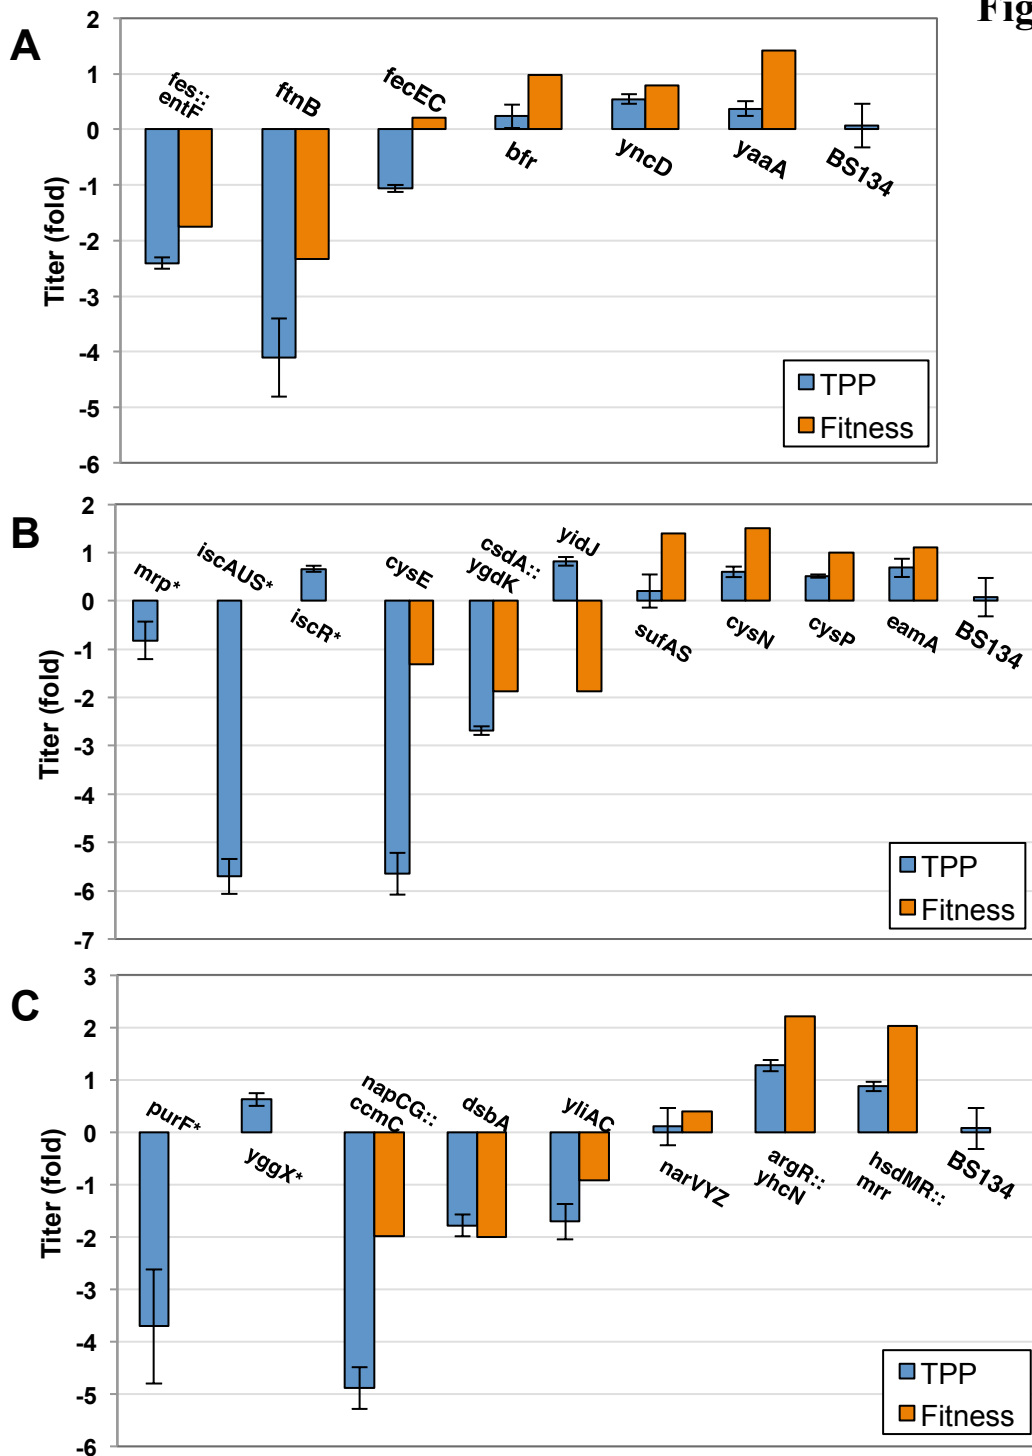 Fig
A
2
1
0
-1
-2
-3
-4
-5
-6
Titer (fold)
fes::
entF
ftnB
fecEC
bfr
yncD
yaaA
BS134
TPP
Fitness
B
2
1
0
-1
-2
-3
-4
-5
-6
-7
Titer (fold)
mrp*
iscAUS*
iscR*
cysE
csdA::
ygdK
yidJ
sufAS
cysN
cysP
eamA
BS134
TPP
Fitness
C
3
2
1
0
-1
-2
-3
-4
-5
-6
Titer (fold)
purF*
yggX*
napCG::
ccmC
dsbA
yliAC
narVYZ
argR::
yhcN
hsdMR::
mrr
BS134
TPP
Fitness